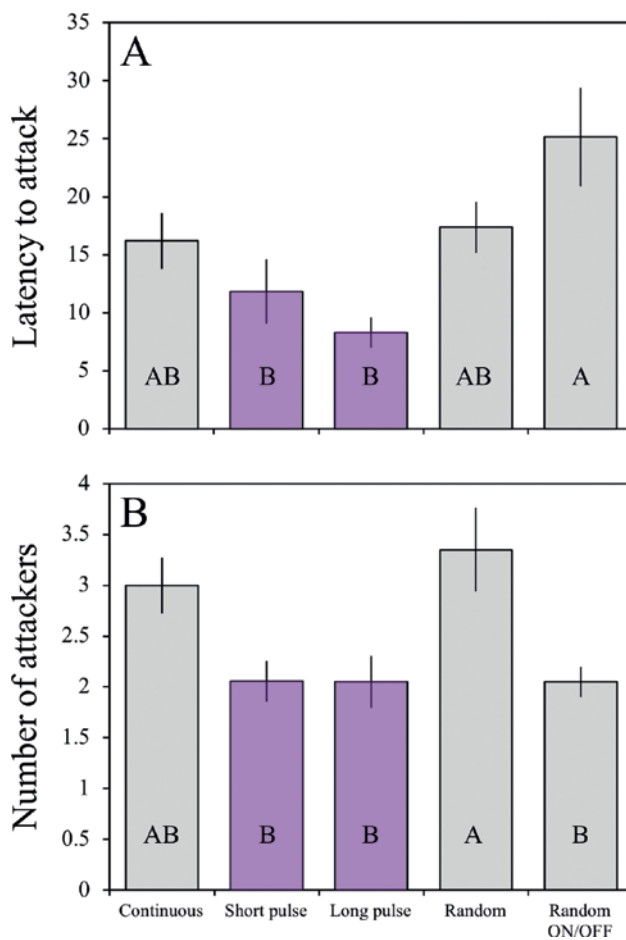 A
Latency to attack
35
30
25
20
15
10
5
0
AB B B AB A
B
Number of attackers
4
3.5
3
2.5
2
1.5
1
0.5
0
AB B B A B
Continuous Short pulse Long pulse Random Random
ON/OFF